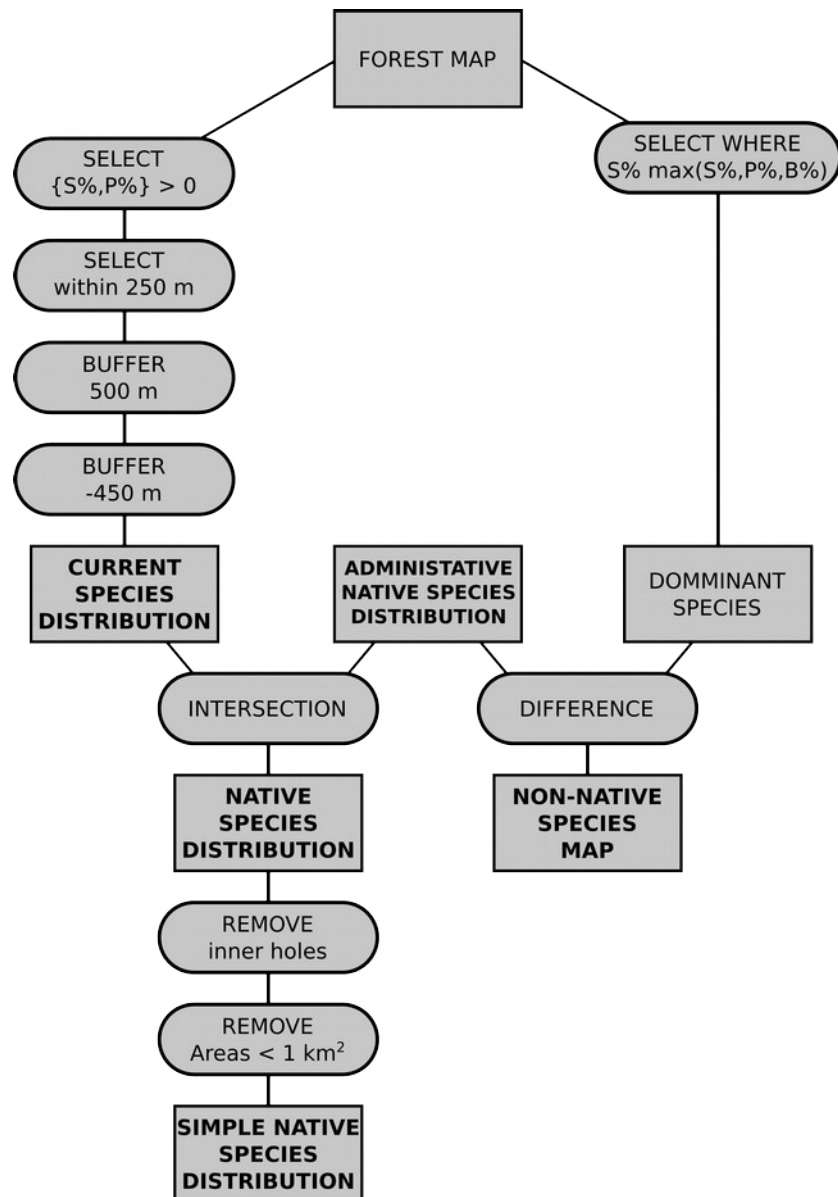 FOREST MAP
SELECT
{S%,P%} > 0
SELECT WHERE
S% max(S%,P%,B%)
SELECT
within 250 m
BUFFER
500 m
BUFFER
-450 m
CURRENT
SPECIES
DISTRIBUTION
ADMINISTATIVE
NATIVE SPECIES
DISTRIBUTION
DOMMINANT
SPECIES
INTERSECTION
DIFFERENCE
NATIVE
SPECIES
DISTRIBUTION
NON-NATIVE
SPECIES
MAP
REMOVE
inner holes
REMOVE
Areas < 1 km²
SIMPLE NATIVE
SPECIES
DISTRIBUTION